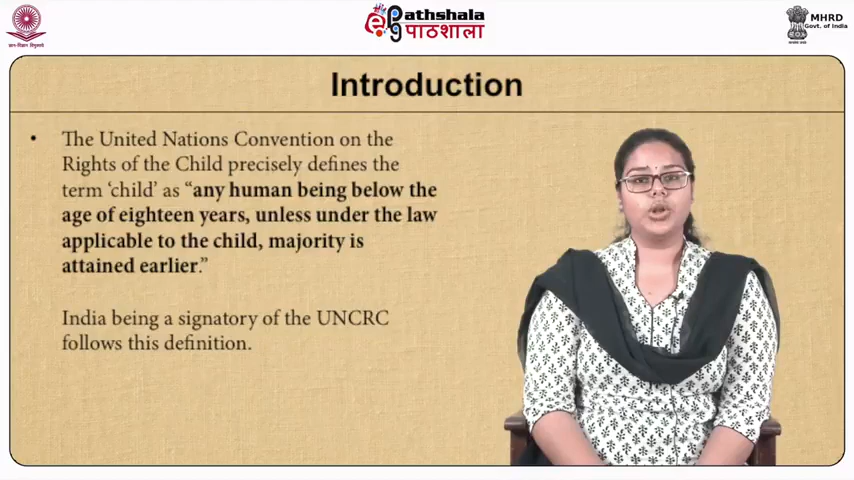 Pathshala
पाठशाला
MHRD
Govt. of India
Introduction
• The United Nations Convention on the
Rights of the Child precisely defines the
term ‘child’ as “any human being below the
age of eighteen years, unless under the law
applicable to the child, majority is
attained earlier.”
India being a signatory of the UNCRC
follows this definition.